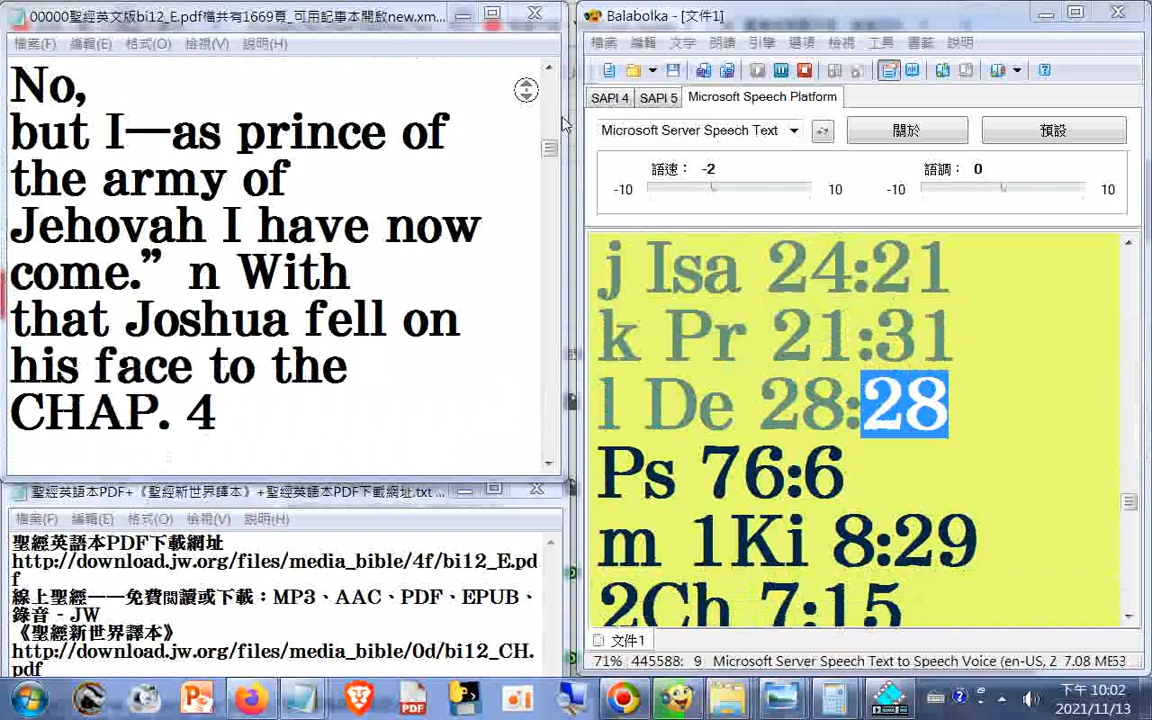 00000聖經英文版bi12_E.pdf檔共有1669頁_可用記事本開啟new.xm...
檔案(F) 編輯(E) 格式(O) 檢視(V) 說明(H)
No,
but I—as prince of
the army of
Jehovah I have now
come.” n With
that Joshua fell on
his face to the
CHAP. 4
聖經英語本PDF+《聖經新世界譯本》+聖經英語本PDF下載網址.txt ...
檔案(F) 編輯(E) 格式(O) 檢視(V) 說明(H)
聖經英語本PDF下載網址
http://download.jw.org/files/media_bible/4f/bi12_E.pd
f
線上聖經——免費閱讀或下載：MP3、AAC、PDF、EPUB、
錄音 - JW
《聖經新世界譯本》
http://download.jw.org/files/media_bible/0d/bi12_CH.
pdf
Balabolka - [文件1]
檔案 編輯 文字 朗讀 引擎 選項 檢視 工具 書籤 說明
SAPI 4 SAPI 5 Microsoft Speech Platform
Microsoft Server Speech Text 關於 預設
語速： -2 語調： 0
-10 10 -10 10
j Isa 24:21
k Pr 21:31
l De 28:28
Ps 76:6
m 1Ki 8:29
2Ch 7:15
文件1
71% 445588: 9 Microsoft Server Speech Text to Speech Voice (en-US, Z 7.08 ME53
PDF
下午 10:02
2021/11/13